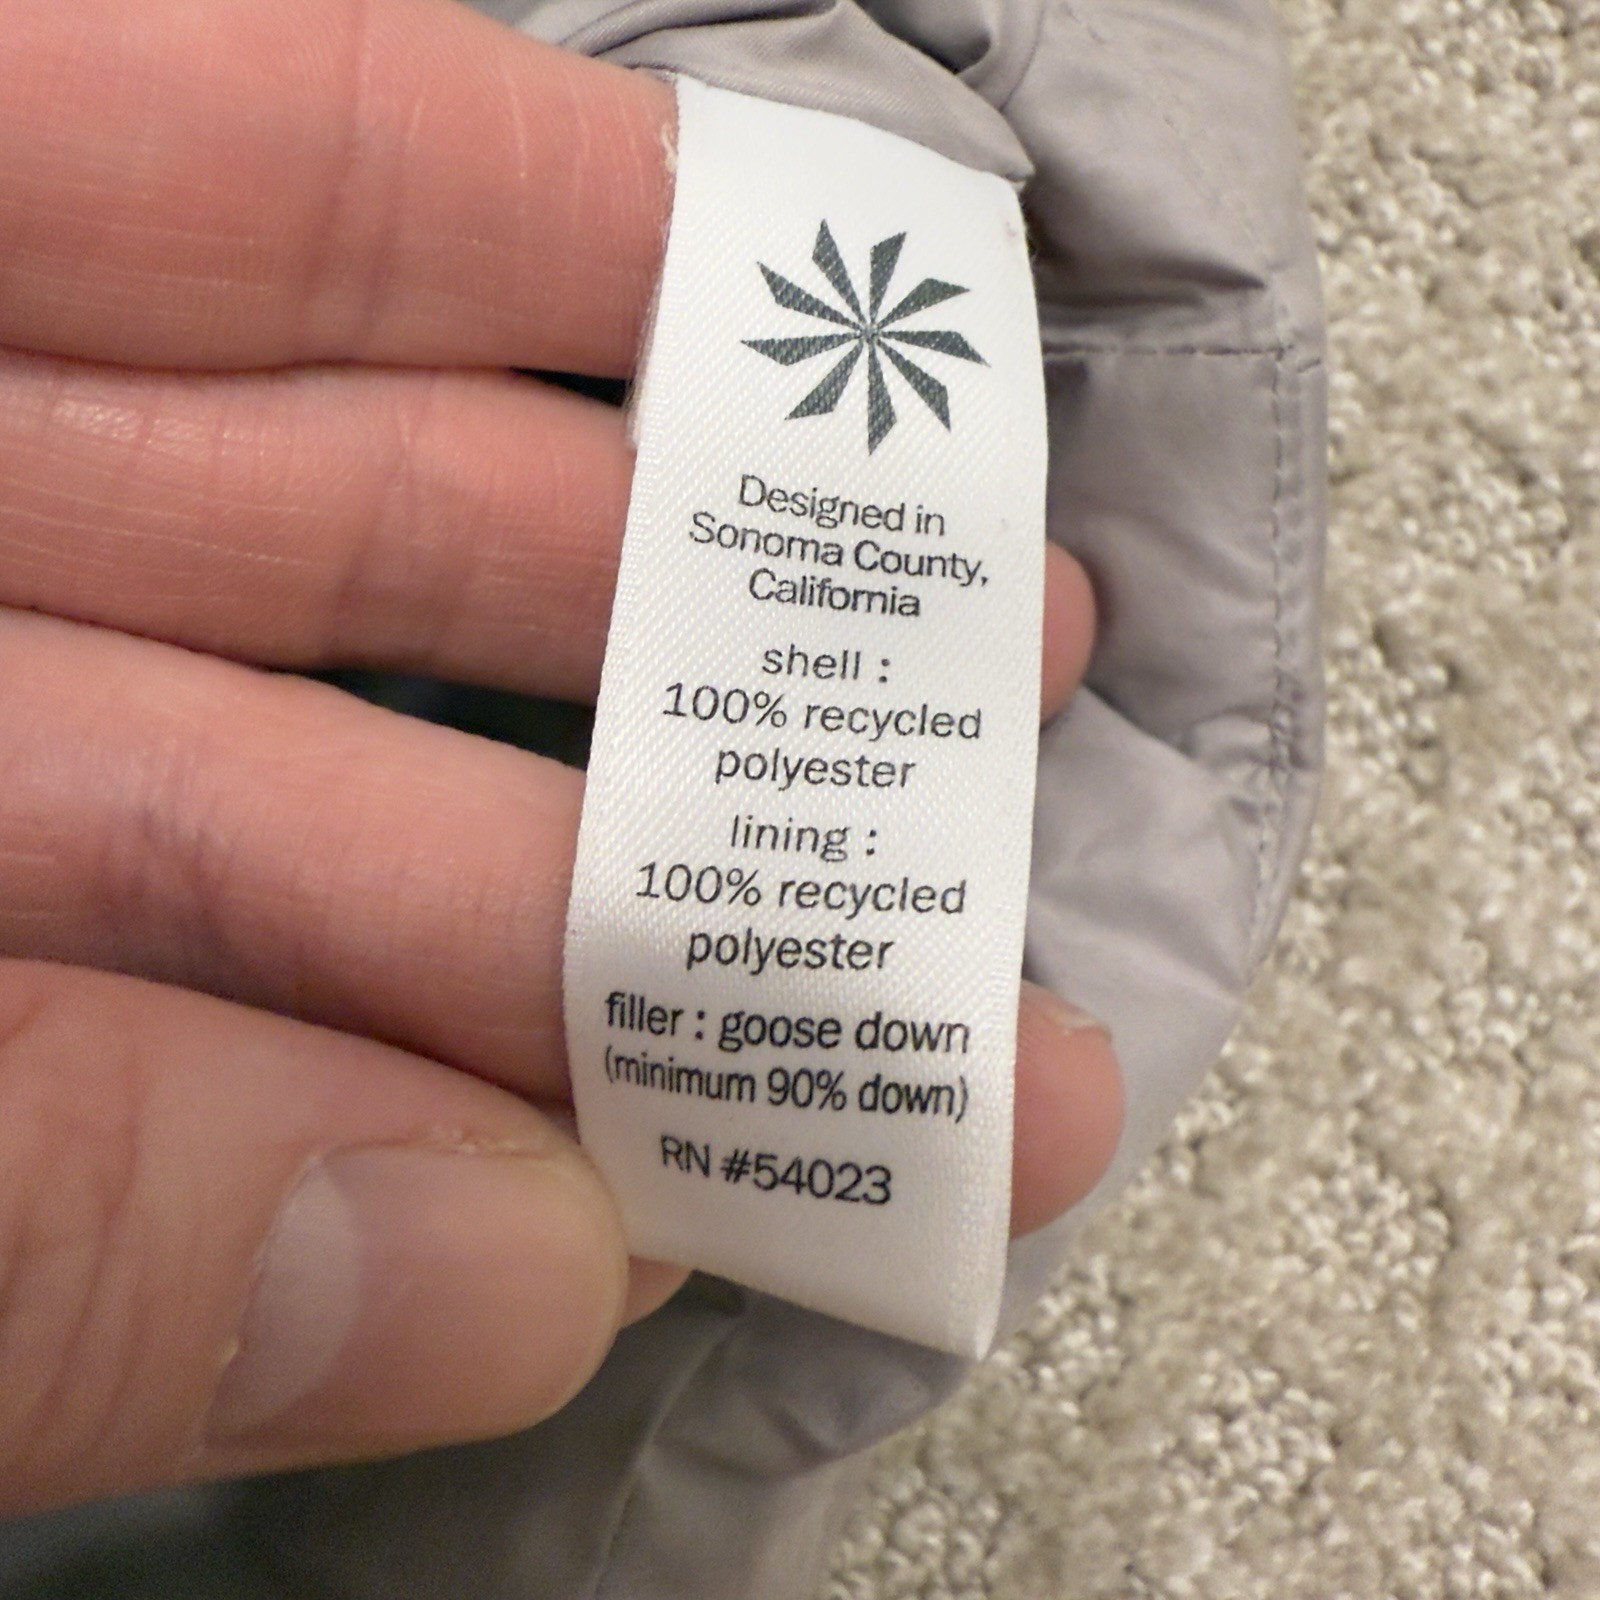 Designed in
Sonoma County,
California
shell :
100% recycled
polyester
lining :
100% recycled
polyester
filler : goose down
(minimum 90% down)
RN #54023